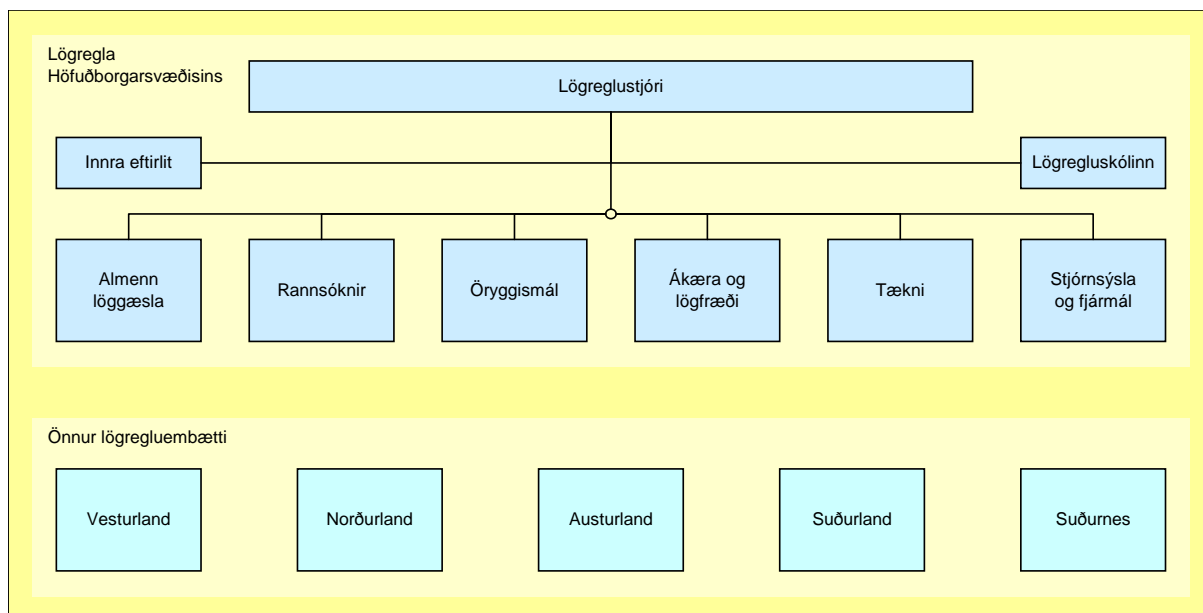 Lögregla
Höfuðborgarsvæðisins
Lögreglustjóri
Innra eftirlit
Lögregluskólinn
Almenn
löggæsla
Rannsóknir
Öryggismál
Ákæra og
lögfræði
Tækni
Stjórnsýsla
og fjármál
Önnur lögregluembætti
Vesturland
Norðurland
Austurland
Suðurland
Suðurnes